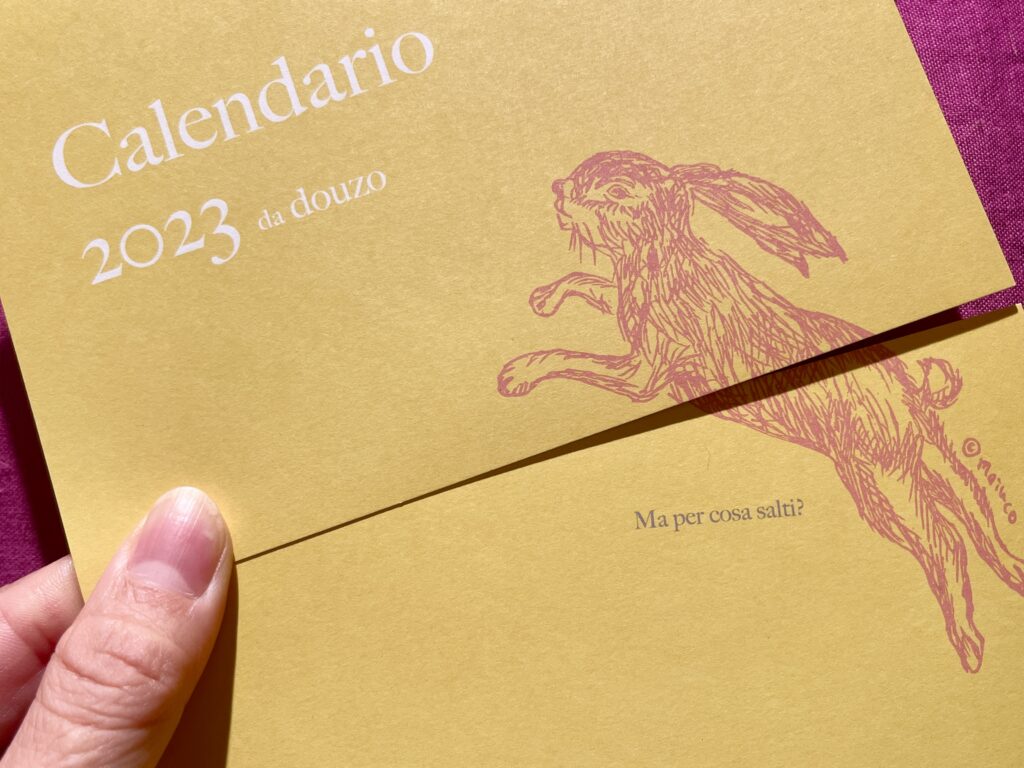 Calendario
2023 da douzo
Ma per cosa salti?